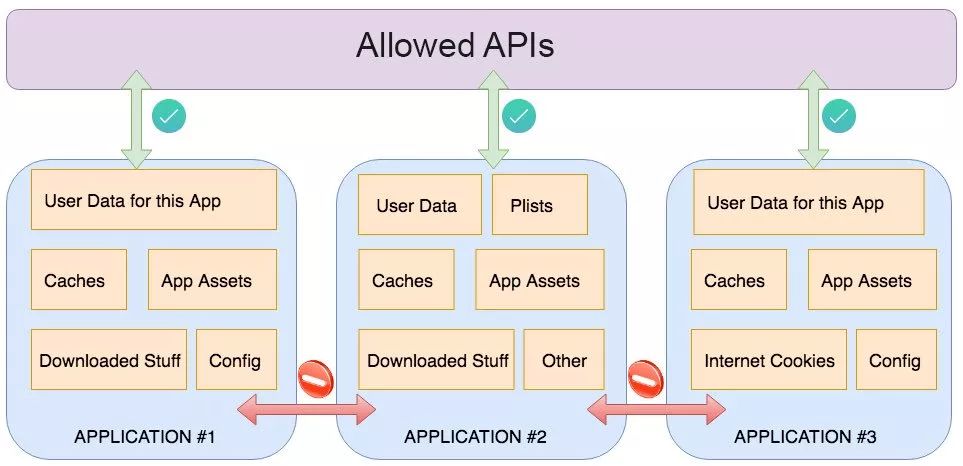 Allowed APIs
User Data for this App
Caches
App Assets
Downloaded Stuff
Config
APPLICATION #1
User Data
Plists
Caches
App Assets
Downloaded Stuff
Other
APPLICATION #2
User Data for this App
Caches
App Assets
Internet Cookies
Config
APPLICATION #3